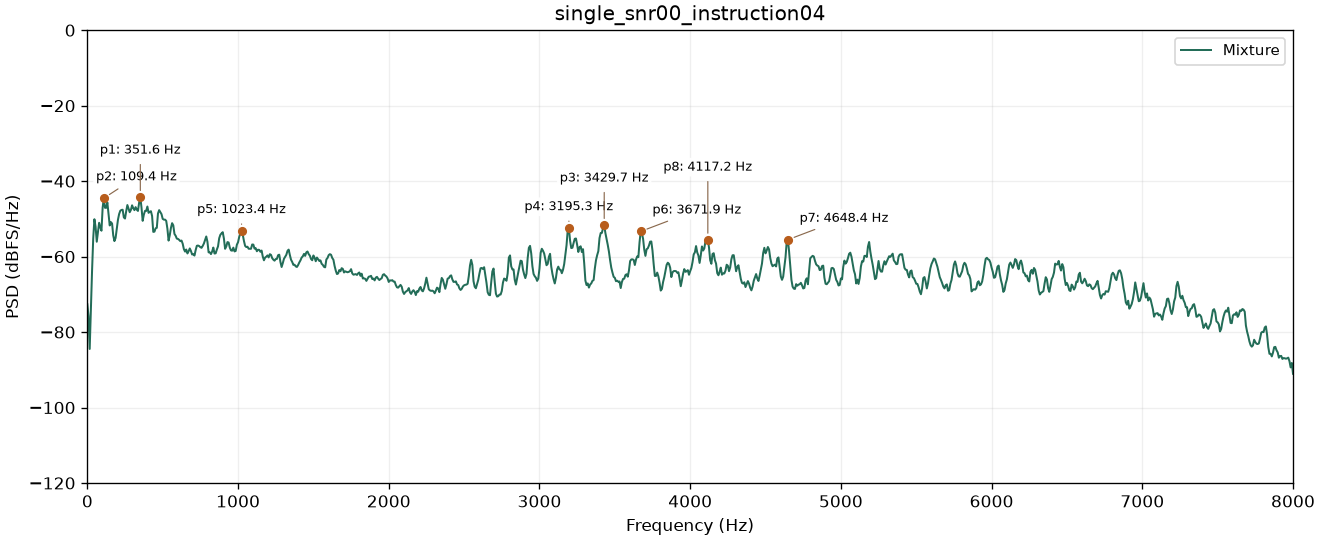 single_snr00_instruction04
Mixture
p1: 351.6 Hz
p8: 4117.2 Hz
p2: 109.4 Hz
p3: 3429.7 Hz
p5: 1023.4 Hz
p4: 3195.3 Hz
p6: 3671.9 Hz
p7: 4648.4 Hz
PSD (dBFS/Hz)
0
−20
−40
−60
−80
−100
−120
0 1000 2000 3000 4000 5000 6000 7000 8000
Frequency (Hz)